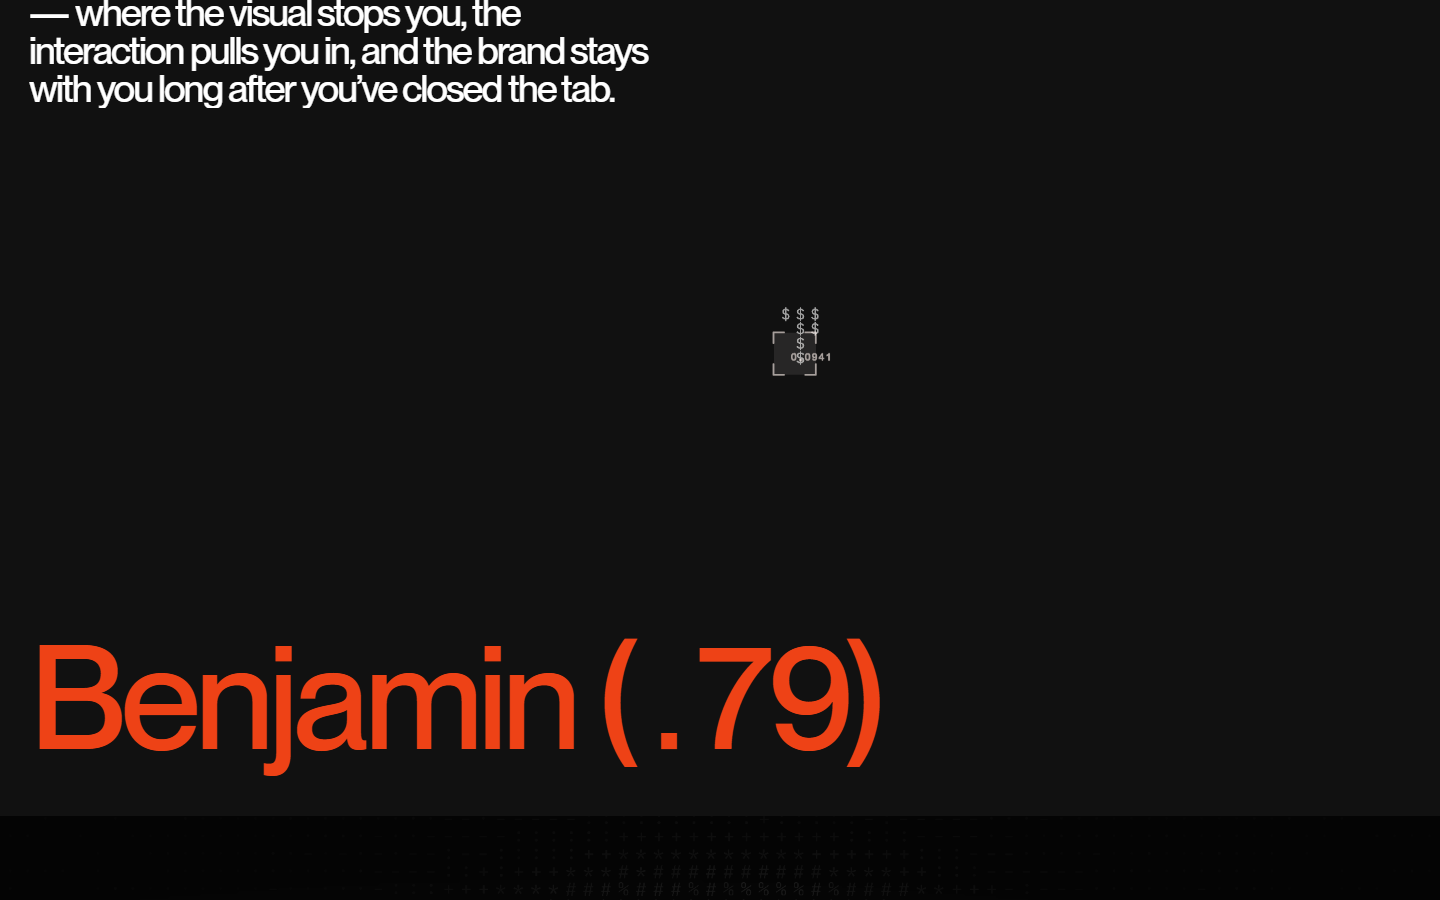 — where the visual stops you, the
interaction pulls you in, and the brand stays
with you long after you’ve closed the tab.
$ $ $
$ $
$
Benjamin (.79)